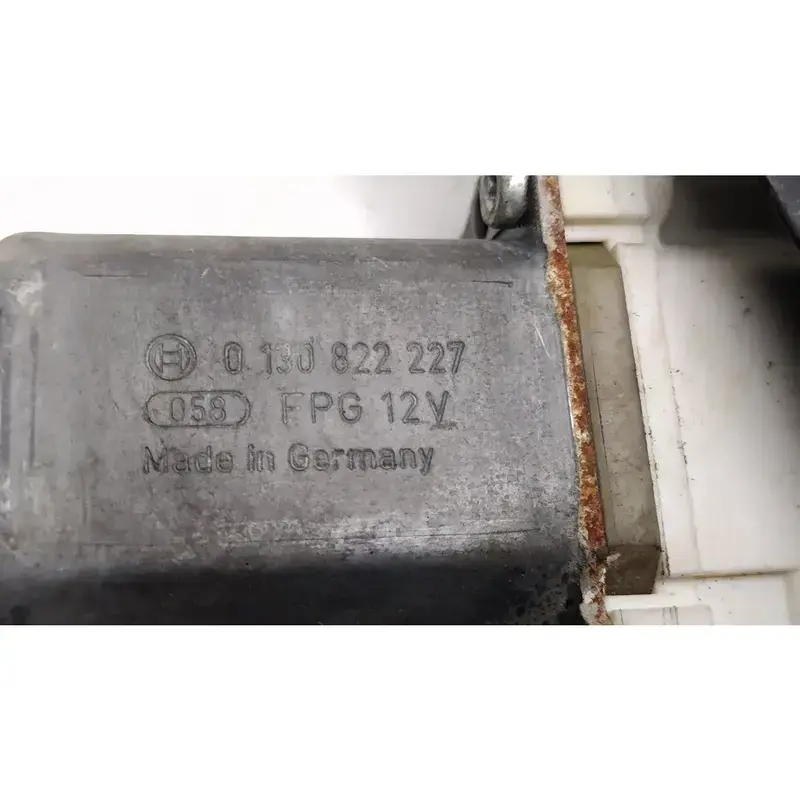 0 130 822 227
058 FPG 12V
Made in Germany